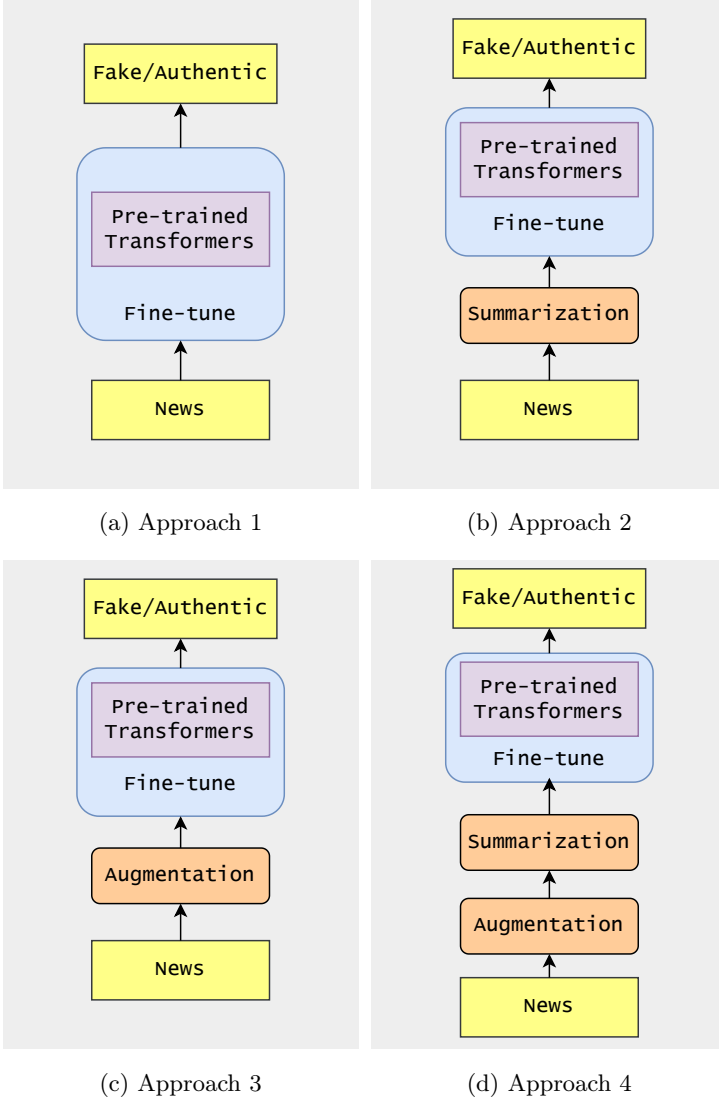 Fake/Authentic
Pre-trained
Transformers
Fine-tune
News
(a) Approach 1
Fake/Authentic
Pre-trained
Transformers
Fine-tune
Summarization
News
(b) Approach 2
Fake/Authentic
Pre-trained
Transformers
Fine-tune
Augmentation
News
(c) Approach 3
Fake/Authentic
Pre-trained
Transformers
Fine-tune
Summarization
Augmentation
News
(d) Approach 4